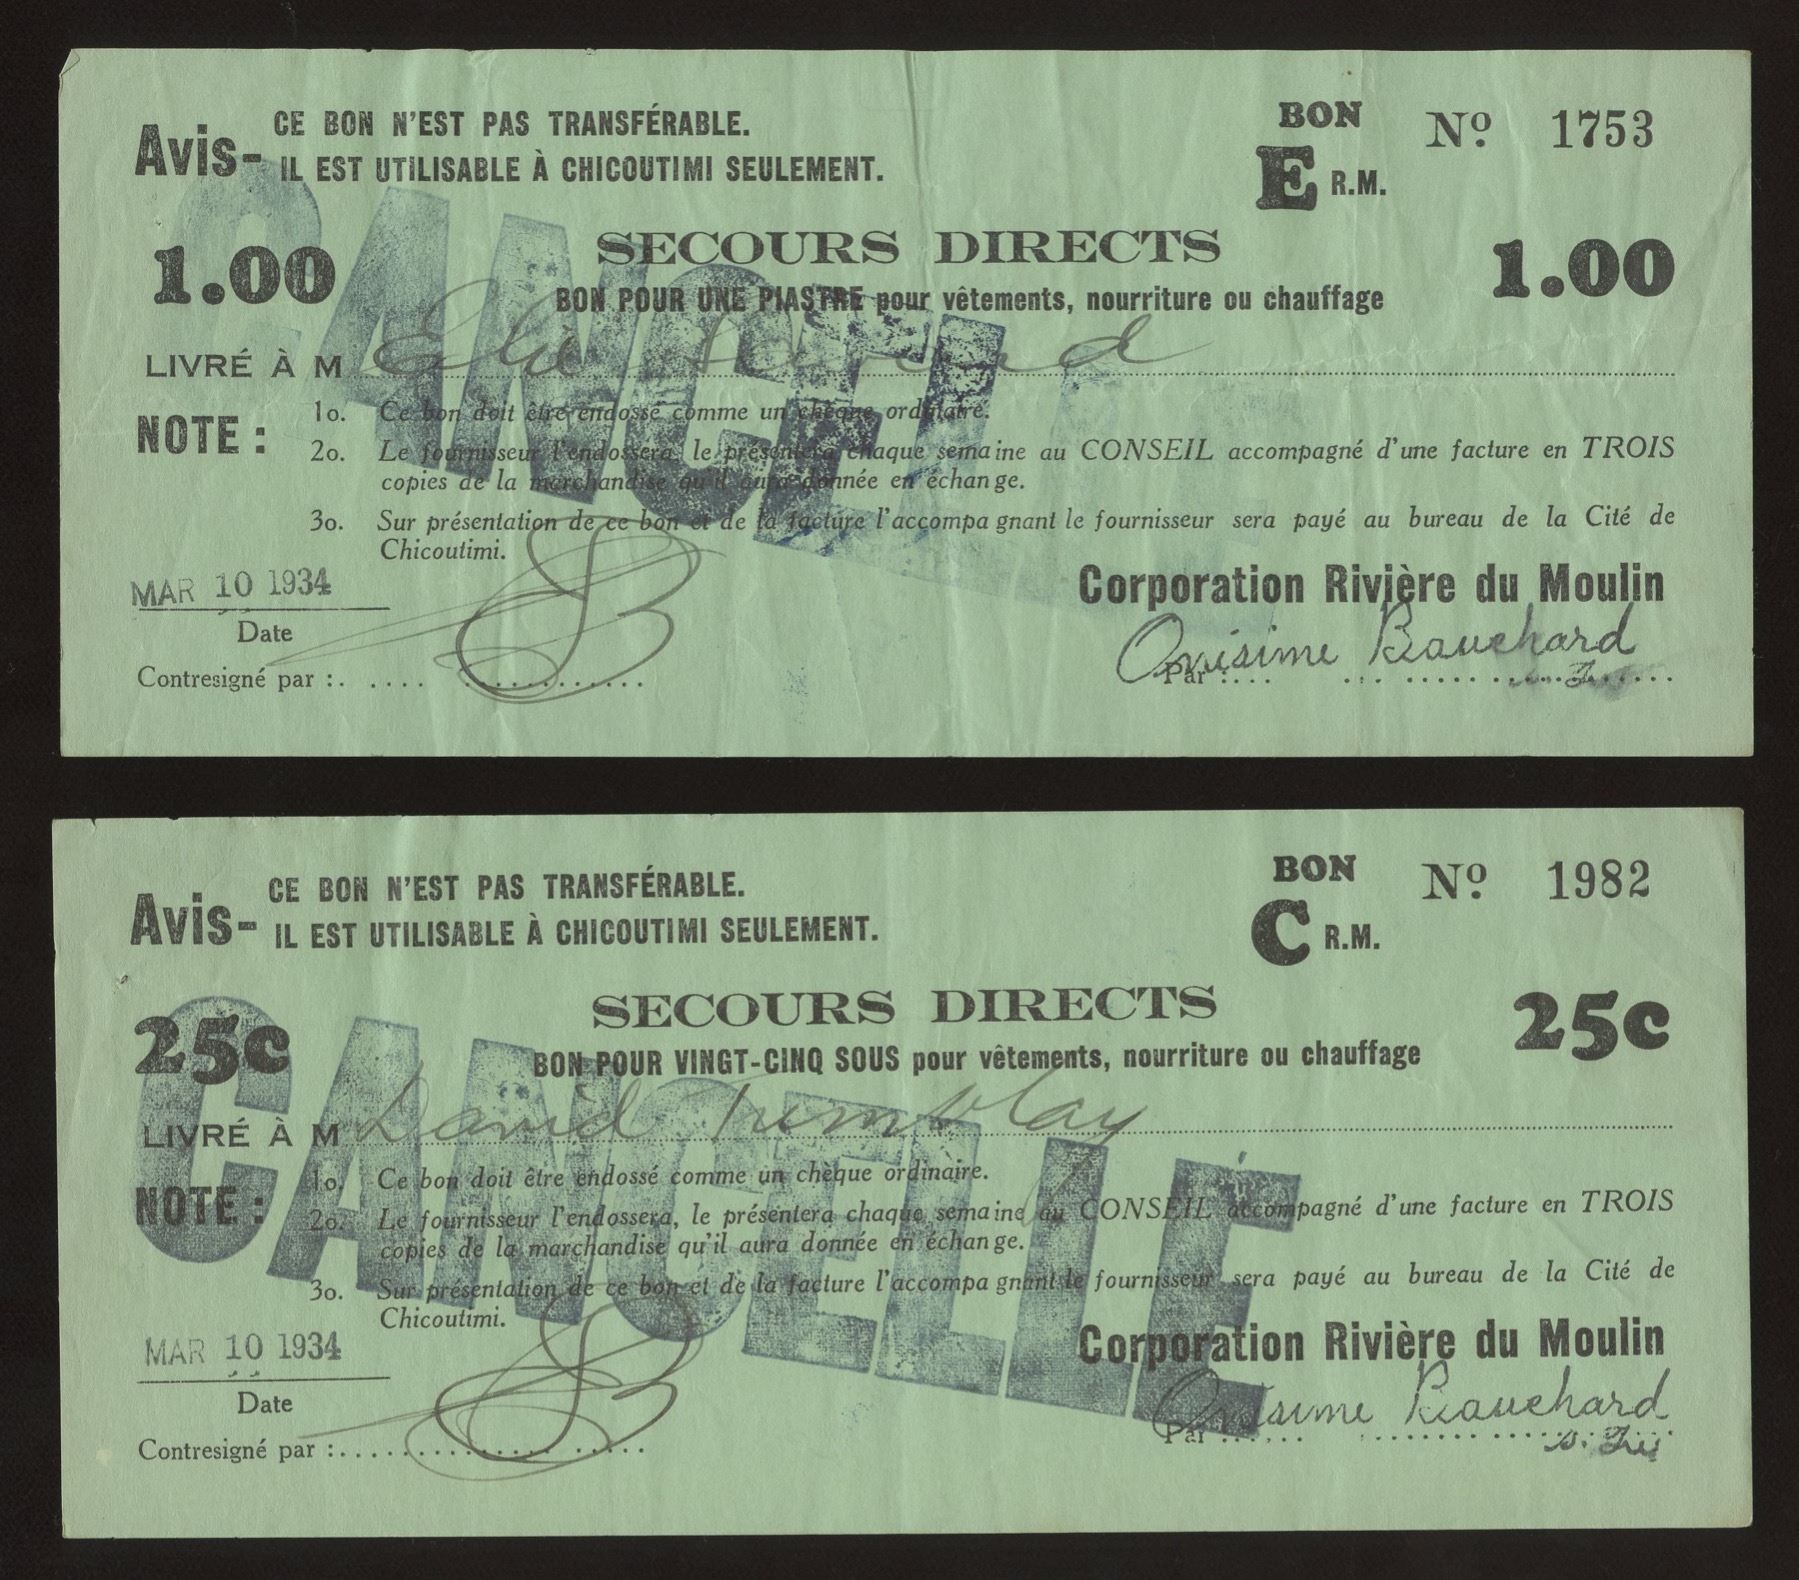 Avis-
CE BON N'EST PAS TRANSFÉRABLE.
IL EST UTILISABLE À CHICOUTIMI SEULEMENT.
BON
E R.M.
Nº 1753
1.00
SECOURS DIRECTS
1.00
BON POUR UNE PIASTRE pour vêtements, nourriture ou chauffage
LIVRÉ À M Elie
NOTE :
1o. Ce bon doit être endossé comme un chèque ordinaire.
2o. Le fournisseur l'endossera, le présentera chaque semaine au CONSEIL accompagné d'une facture en TROIS
copies de la marchandise qu'il aura donnée en échange.
3o. Sur présentation de ce bon et de la facture l'accompagnant le fournisseur sera payé au bureau de la Cité de
Chicoutimi.
CANCELLÉ
MAR 10 1934
Date
Contresigné par :
Corporation Rivière du Moulin
Par Onisime Bouchard
Avis-
CE BON N'EST PAS TRANSFÉRABLE.
IL EST UTILISABLE À CHICOUTIMI SEULEMENT.
BON
C R.M.
Nº 1982
25c
SECOURS DIRECTS
25c
BON POUR VINGT-CINQ SOUS pour vêtements, nourriture ou chauffage
LIVRÉ À M David Tremblay
NOTE :
1o. Ce bon doit être endossé comme un chèque ordinaire.
2o. Le fournisseur l'endossera, le présentera chaque semaine au CONSEIL accompagné d'une facture en TROIS
copies de la marchandise qu'il aura donnée en échange.
3o. Sur présentation de ce bon et de la facture l'accompagnant le fournisseur sera payé au bureau de la Cité de
Chicoutimi.
CANCELLÉ
MAR 10 1934
Date
Contresigné par :
Corporation Rivière du Moulin
Par Onisime Bouchard